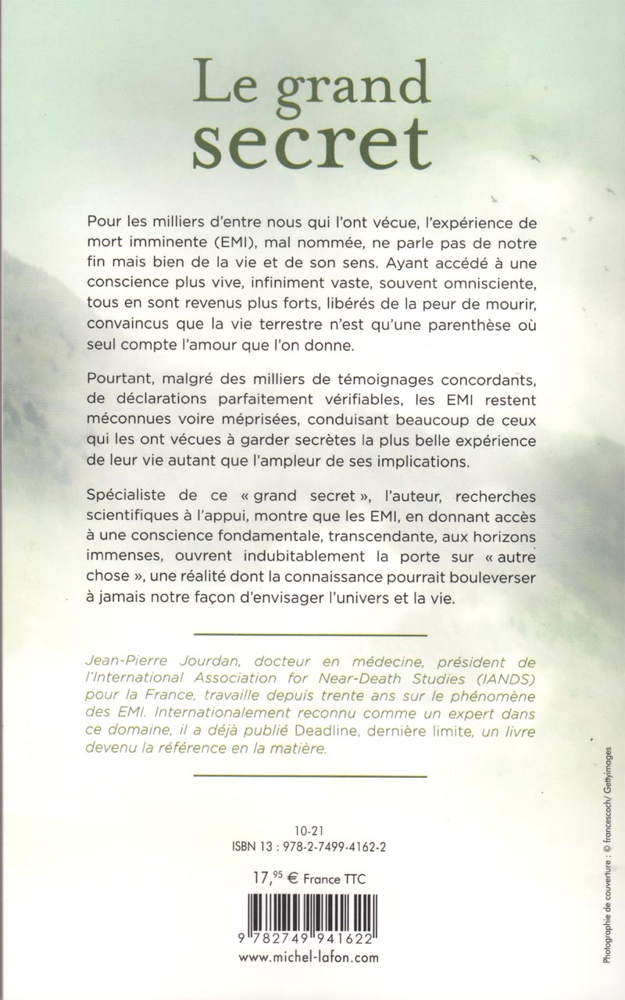 Le grand
secret
Pour les milliers d'entre nous qui l'ont vécue, l'expérience de
mort imminente (EMI), mal nommée, ne parle pas de notre
fin mais bien de la vie et de son sens. Ayant accédé à une
conscience plus vive, infiniment vaste, souvent omnisciente,
tous en sont revenus plus forts, libérés de la peur de mourir,
convaincus que la vie terrestre n'est qu'une parenthèse où
seul compte l'amour que l'on donne.
Pourtant, malgré des milliers de témoignages concordants,
de déclarations parfaitement vérifiables, les EMI restent
méconnues voire méprisées, conduisant beaucoup de ceux
qui les ont vécues à garder secrètes la plus belle expérience
de leur vie autant que l'ampleur de ses implications.
Spécialiste de ce « grand secret », l'auteur, recherches
scientifiques à l'appui, montre que les EMI, en donnant accès
à une conscience fondamentale, transcendante, aux horizons
immenses, ouvrent indubitablement la porte sur « autre
chose », une réalité dont la connaissance pourrait bouleverser
à jamais notre façon d'envisager l'univers et la vie.
Jean-Pierre Jourdan, docteur en médecine, président de
l'International Association for Near-Death Studies (IANDS)
pour la France, travaille depuis trente ans sur le phénomène
des EMI. Internationalement reconnu comme un expert dans
ce domaine, il a déjà publié Deadline, dernière limite, un livre
devenu la référence en la matière.
10-21
ISBN 13 : 978-2-7499-4162-2
17,95 € France TTC
9 782749 941622
www.michel-lafon.com
Photographie de couverture : © francescoch/ Gettyimages